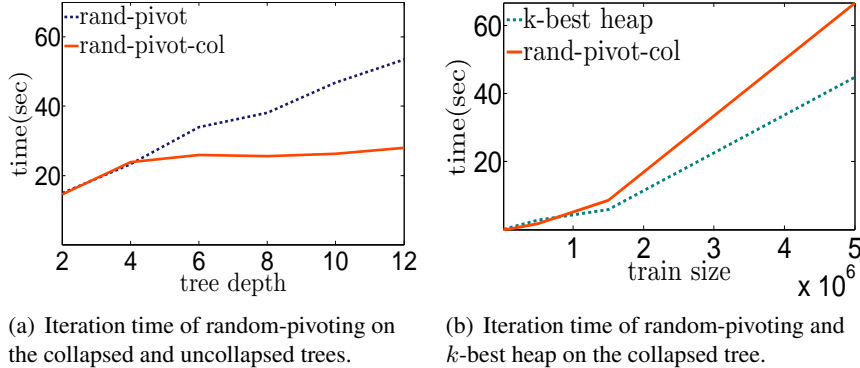 60
40
20
time(sec)
rand-pivot
rand-pivot-col
2 4 6 8 10 12
tree depth
(a) Iteration time of random-pivoting on
the collapsed and uncollapsed trees.
60
40
20
time(sec)
k-best heap
rand-pivot-col
1 2 3 4 5
train size
x 10^6
(b) Iteration time of random-pivoting and
k-best heap on the collapsed tree.